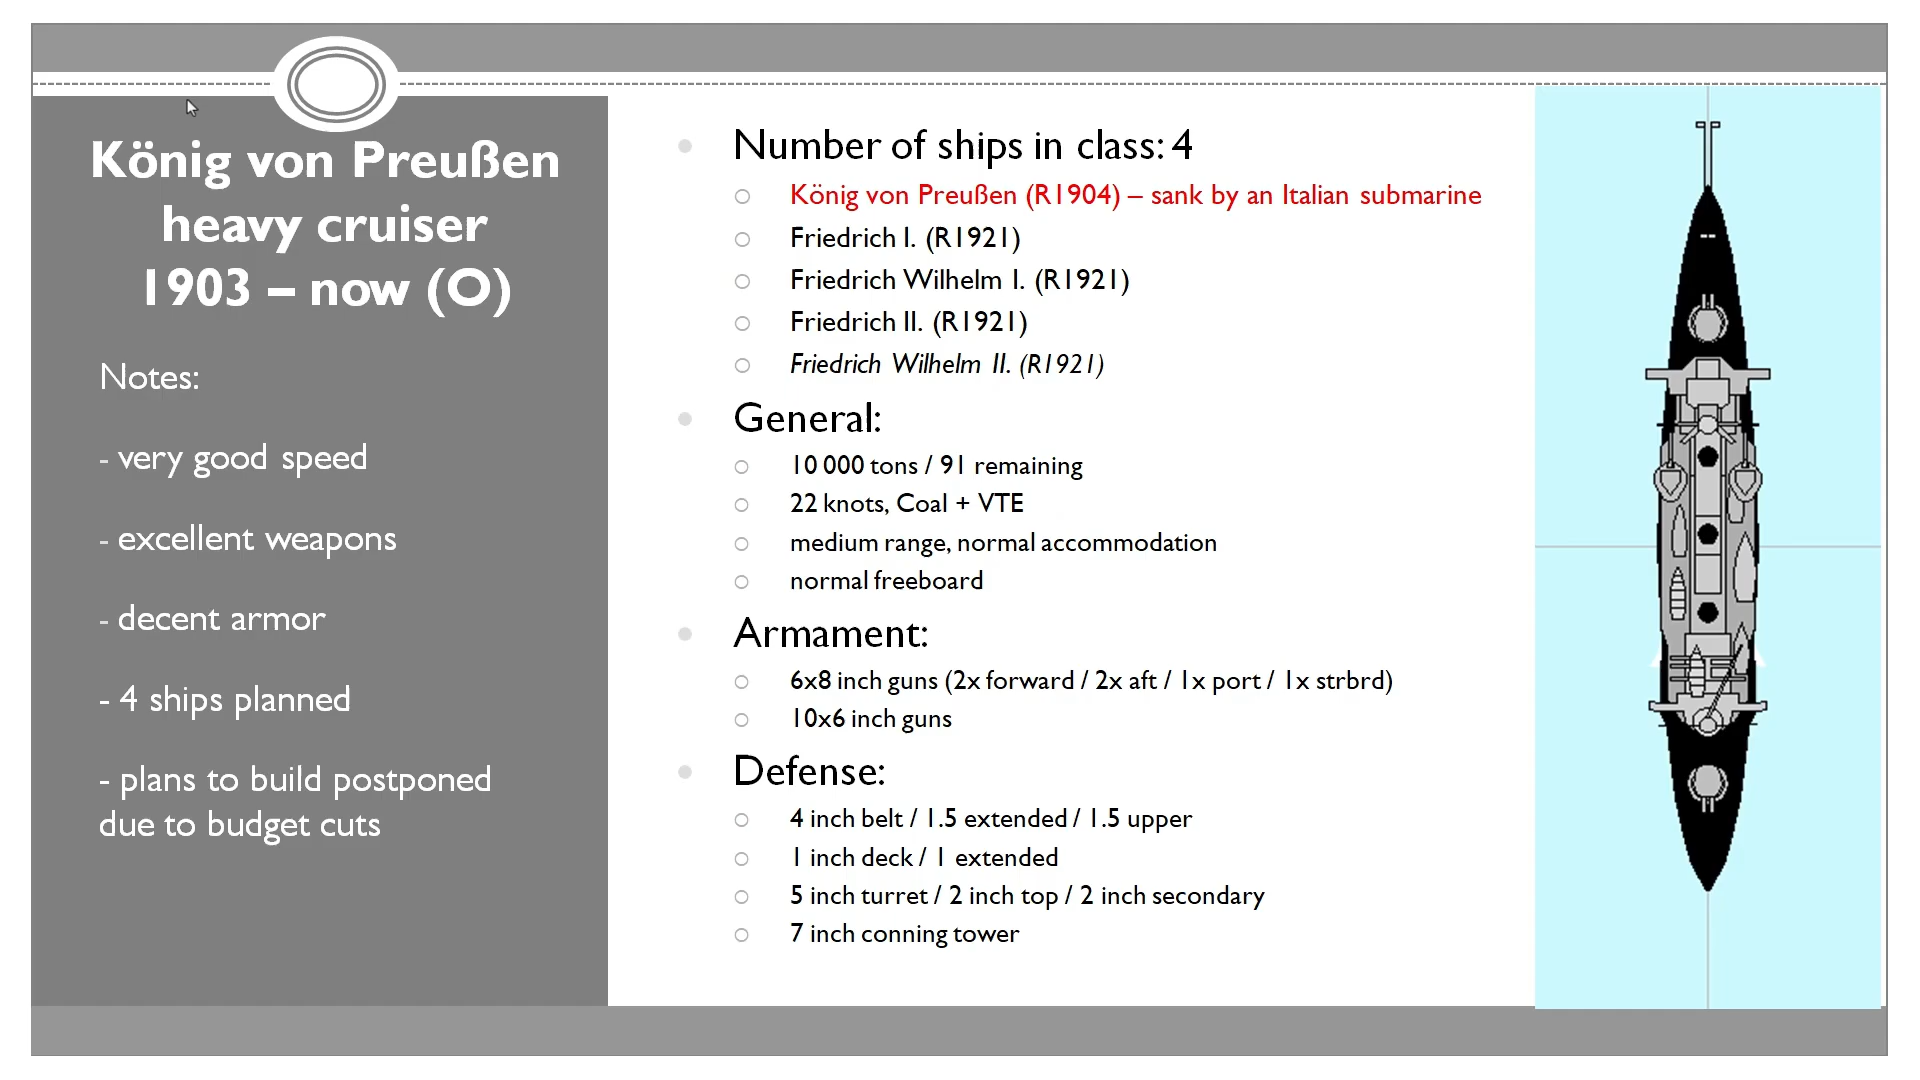 König von Preußen
heavy cruiser
1903 – now (O)
Notes:
- very good speed
- excellent weapons
- decent armor
- 4 ships planned
- plans to build postponed
due to budget cuts
Number of ships in class: 4
König von Preußen (R1904) – sank by an Italian submarine
Friedrich I. (R1921)
Friedrich Wilhelm I. (R1921)
Friedrich II. (R1921)
Friedrich Wilhelm II. (R1921)
General:
10 000 tons / 91 remaining
22 knots, Coal + VTE
medium range, normal accommodation
normal freeboard
Armament:
6x8 inch guns (2x forward / 2x aft / 1x port / 1x strbrd)
10x6 inch guns
Defense:
4 inch belt / 1.5 extended / 1.5 upper
1 inch deck / 1 extended
5 inch turret / 2 inch top / 2 inch secondary
7 inch conning tower